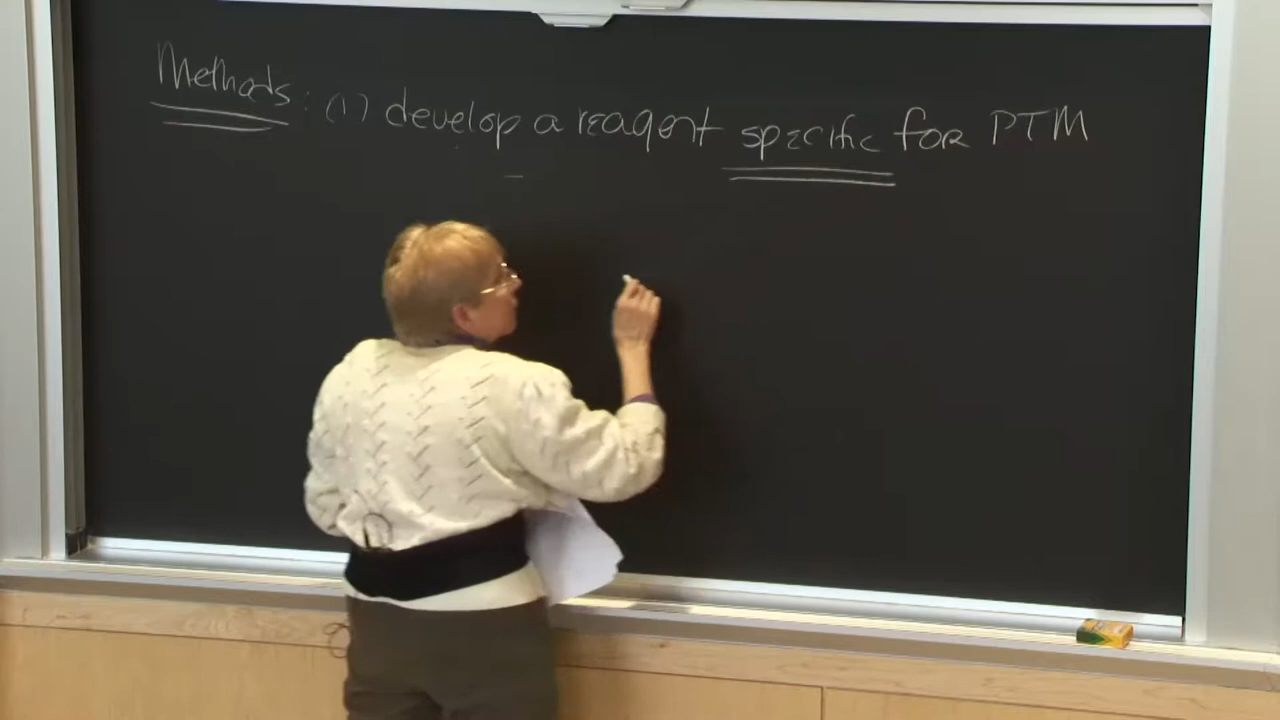 Methods: (1) develop a reagent specific for PTM